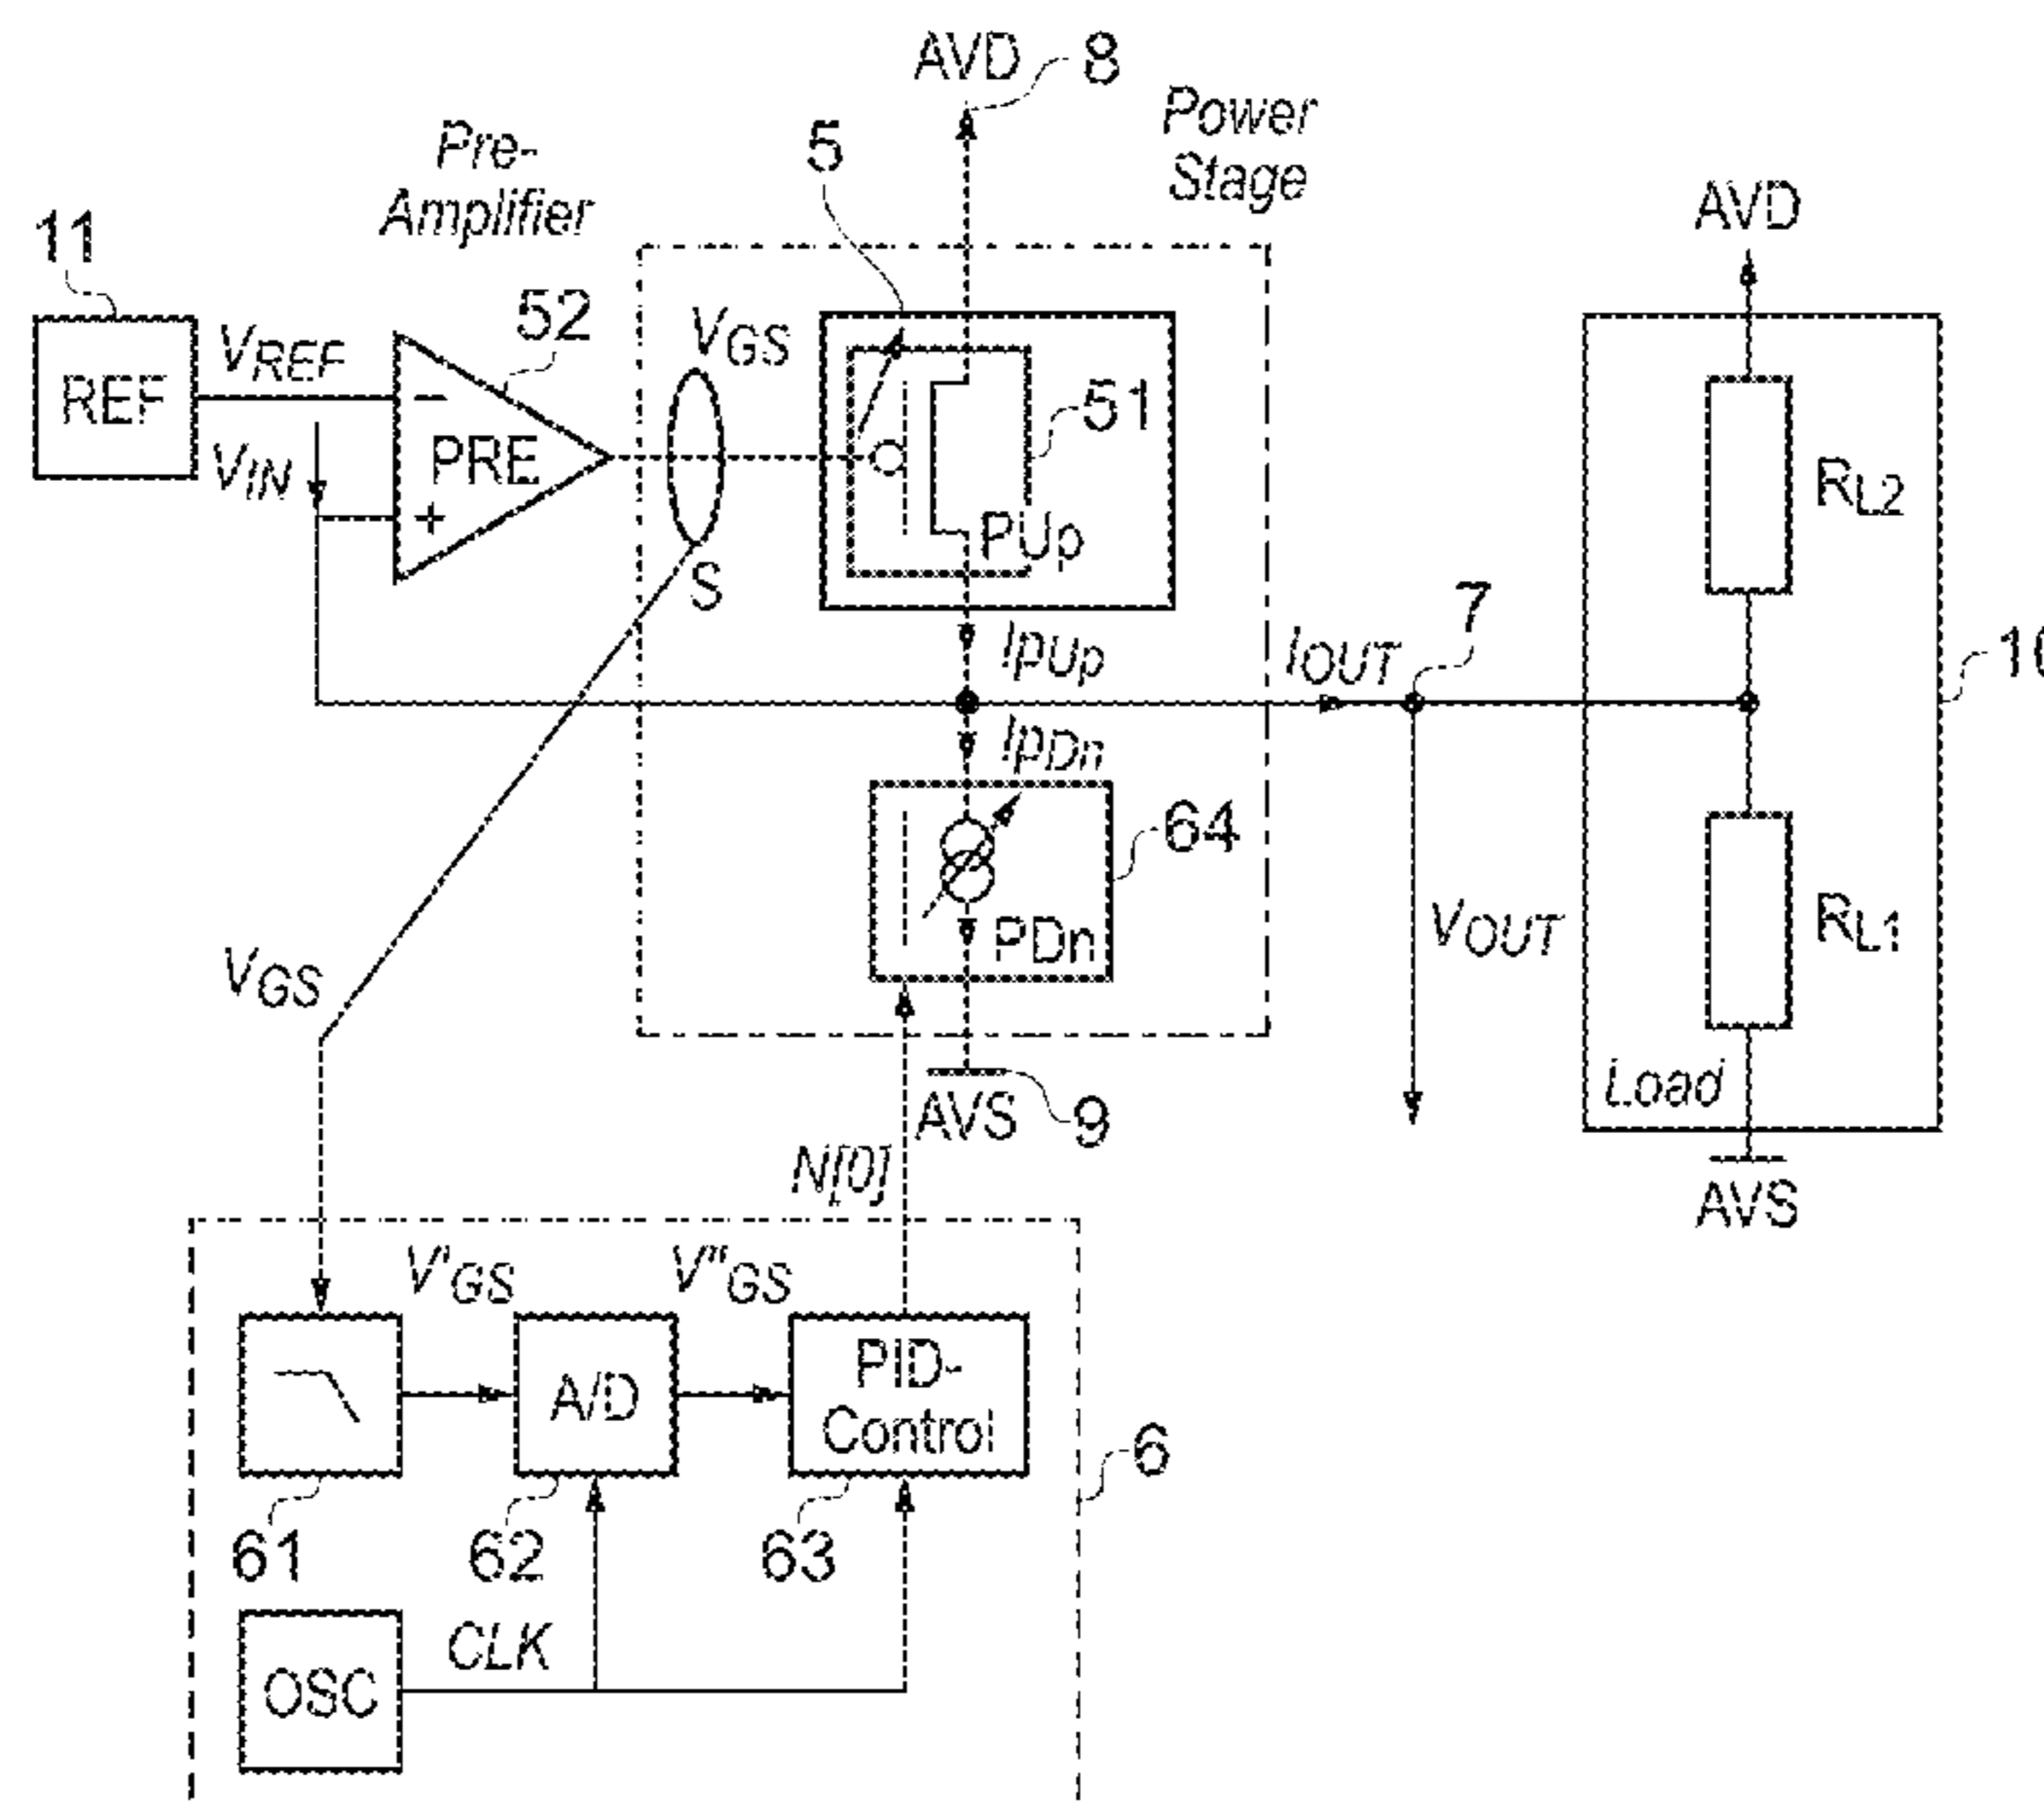 AVD
8
Power
Stage
Pre-
Amplifier
5
11
REF
VREF
VIN
52
−
PRE
+
VGS
S
51
PUp
IPUp
IOUT
7
IPDn
64
PDn
AVS
9
VGS
N[0]
VOUT
AVD
RL2
10
RL1
Load
AVS
V'GS
V"GS
A/D
PID-
Control
6
61
62
63
OSC
CLK